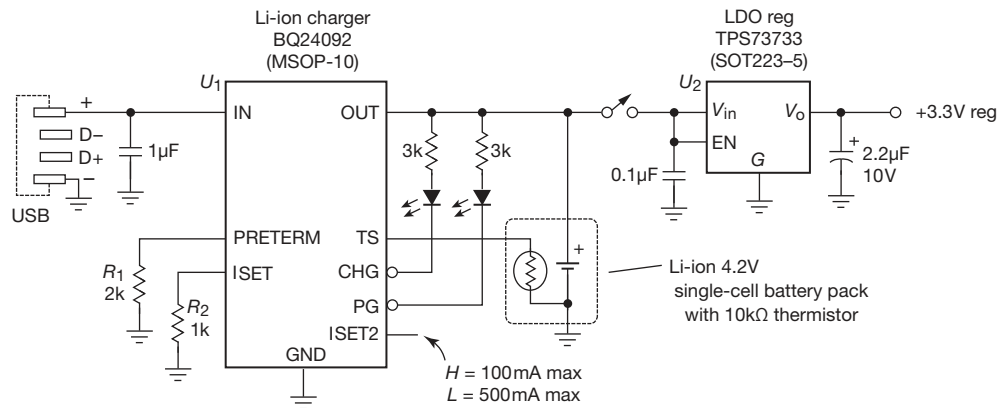 Li-ion charger
BQ24092
(MSOP-10)
LDO reg
TPS73733
(SOT223–5)
U1
U2
+
D−
D+
−
USB
1µF
IN
OUT
3k
3k
Vin
Vo
EN
G
+3.3V reg
0.1µF
+
2.2µF
10V
PRETERM
ISET
TS
CHG
PG
ISET2
GND
R1
2k
R2
1k
+
Li-ion 4.2V
single-cell battery pack
with 10kΩ thermistor
H = 100mA max
L = 500mA max